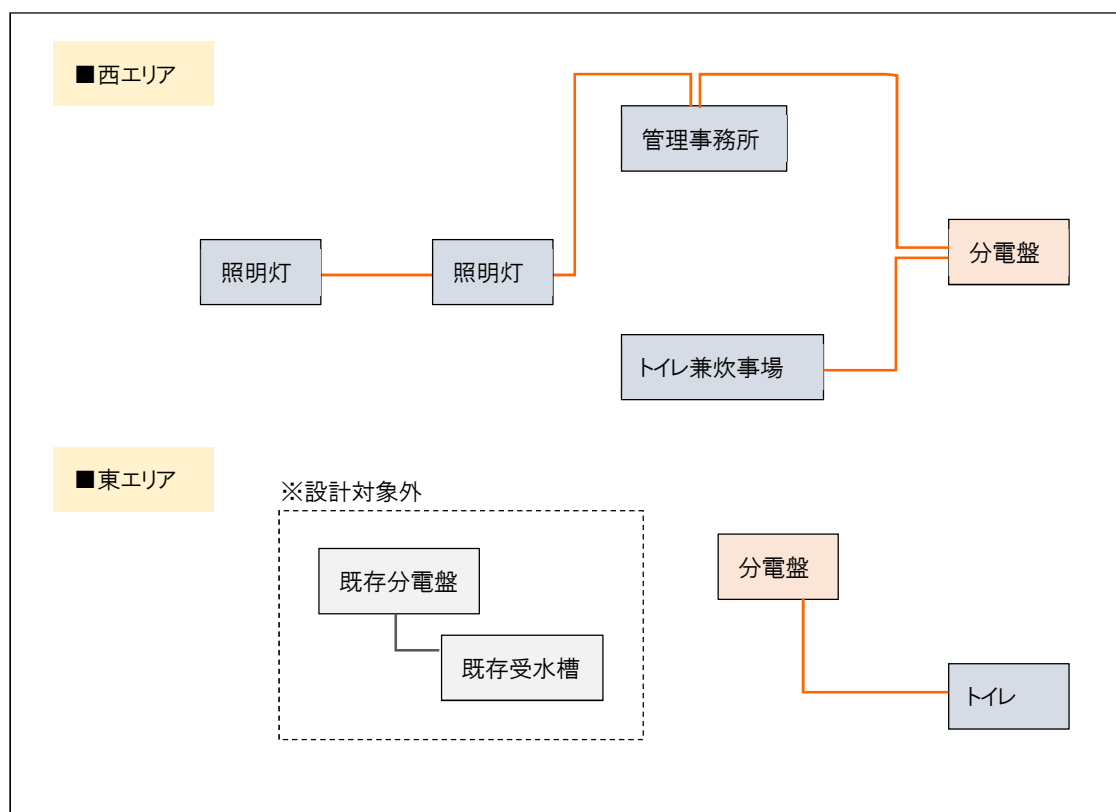 ■西エリア
管理事務所
分電盤
照明灯
照明灯
トイレ兼炊事場
■東エリア
※設計対象外
既存分電盤
分電盤
既存受水槽
トイレ